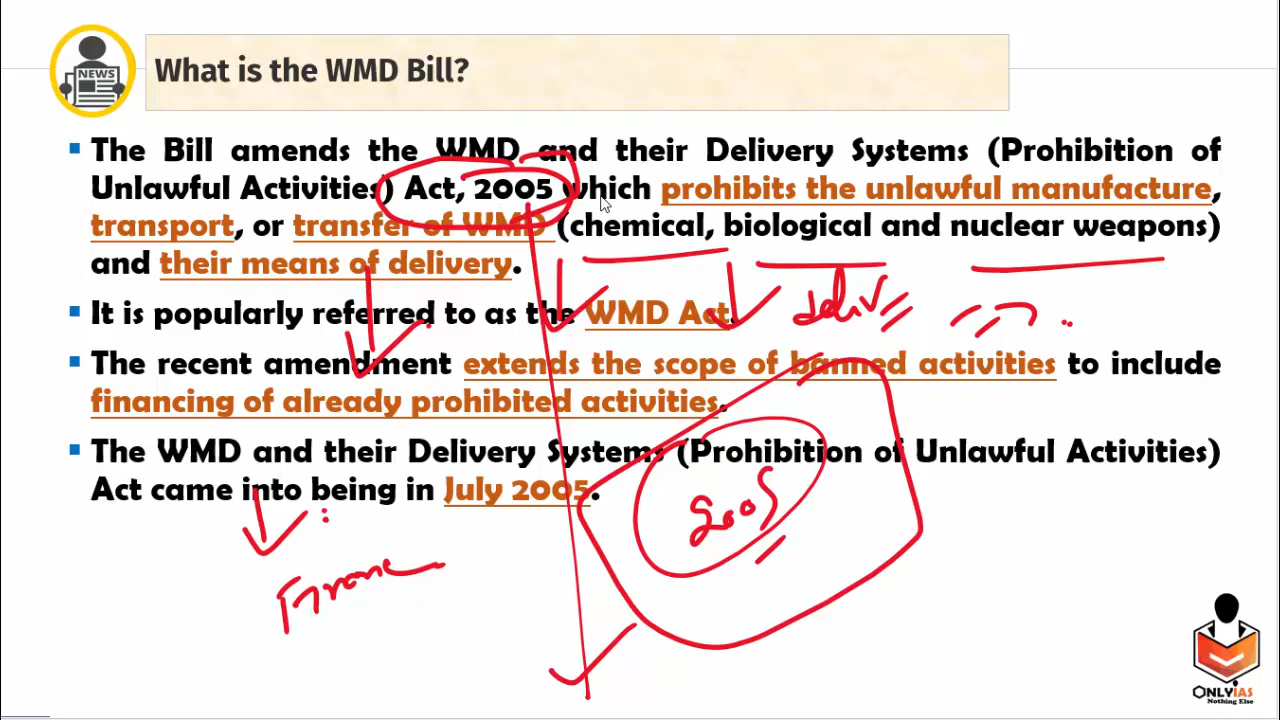 NEWS
What is the WMD Bill?
The Bill amends the WMD and their Delivery Systems (Prohibition of
Unlawful Activities) Act, 2005 which prohibits the unlawful manufacture,
transport, or transfer of WMD (chemical, biological and nuclear weapons)
and their means of delivery.
It is popularly referred to as the WMD Act.
The recent amendment extends the scope of banned activities to include
financing of already prohibited activities.
The WMD and their Delivery Systems (Prohibition of Unlawful Activities)
Act came into being in July 2005.
2005
ONLYIAS
Nothing Else